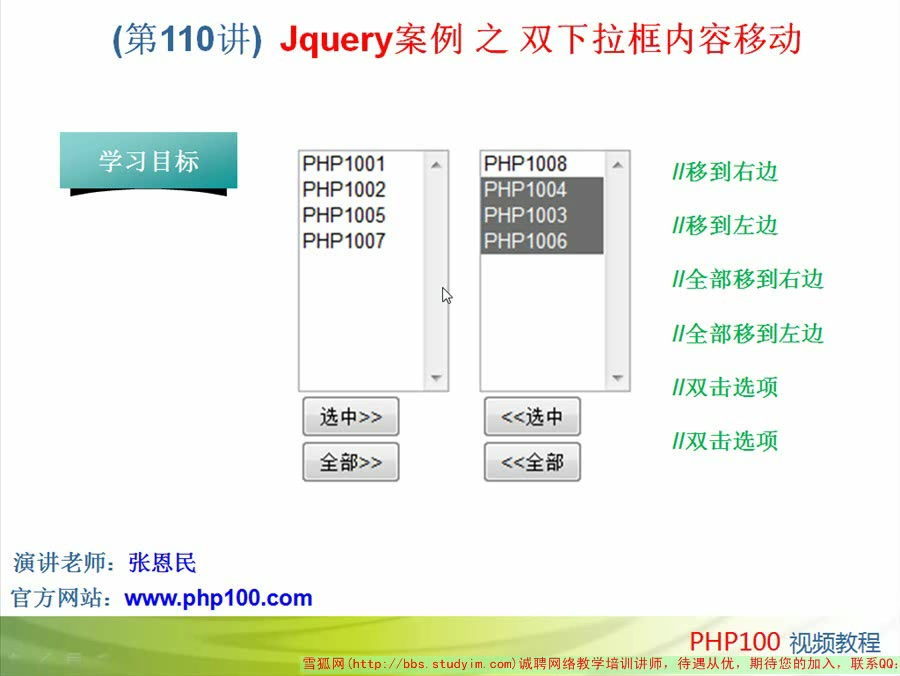 (第110讲) Jquery案例 之 双下拉框内容移动
学习目标
PHP1001
PHP1002
PHP1005
PHP1007
选中>>
全部>>
PHP1008
PHP1004
PHP1003
PHP1006
<<选中
<<全部
//移到右边
//移到左边
//全部移到右边
//全部移到左边
//双击选项
//双击选项
演讲老师：张恩民
官方网站：www.php100.com
PHP100 视频教程
雪狐网(http://bbs.studyim.com)诚聘网络教学培训讲师，待遇从优，期待您的加入，联系QQ: